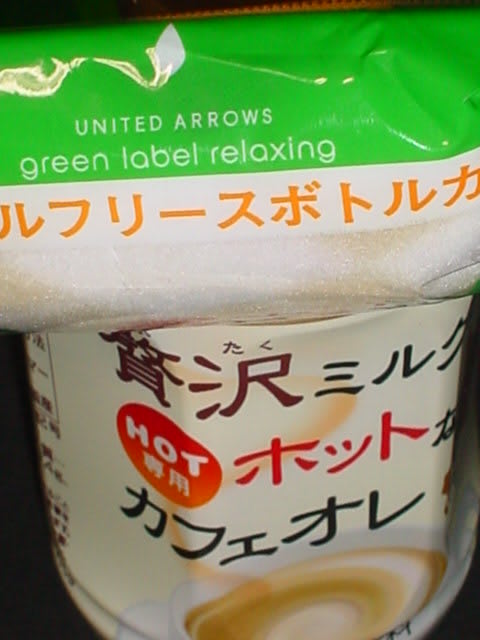 UNITED ARROWS
green label relaxing
ルフリースボトルカ
たく
贅沢ミルク
HOT
専用
ホットな
カフェオレ